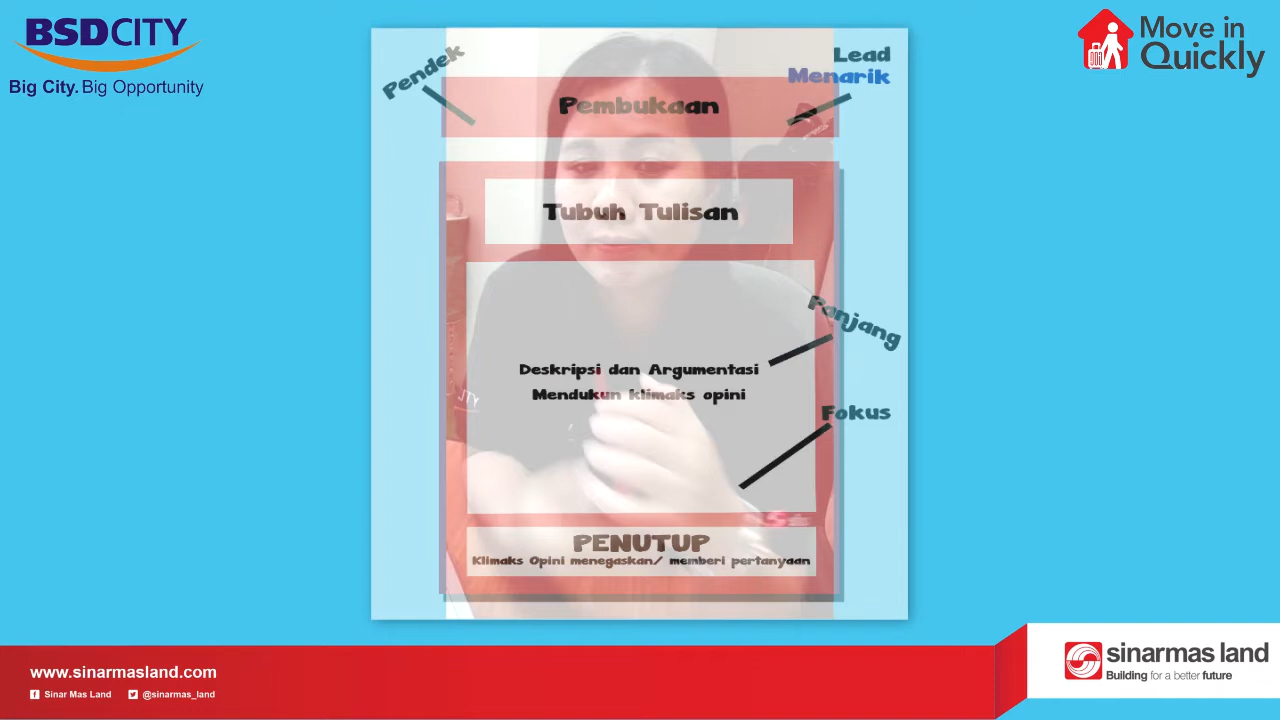 BSDCITY
Big City. Big Opportunity
Move in
Quickly
Pendek
Lead
Menarik
Pembukaan
Tubuh Tulisan
Panjang
Deskripsi dan Argumentasi
Mendukun klimaks opini
Fokus
PENUTUP
Klimaks Opini menegaskan/ memberi pertanyaan
www.sinarmasland.com
Sinar Mas Land
@sinarmas_land
sinarmas land
Building for a better future